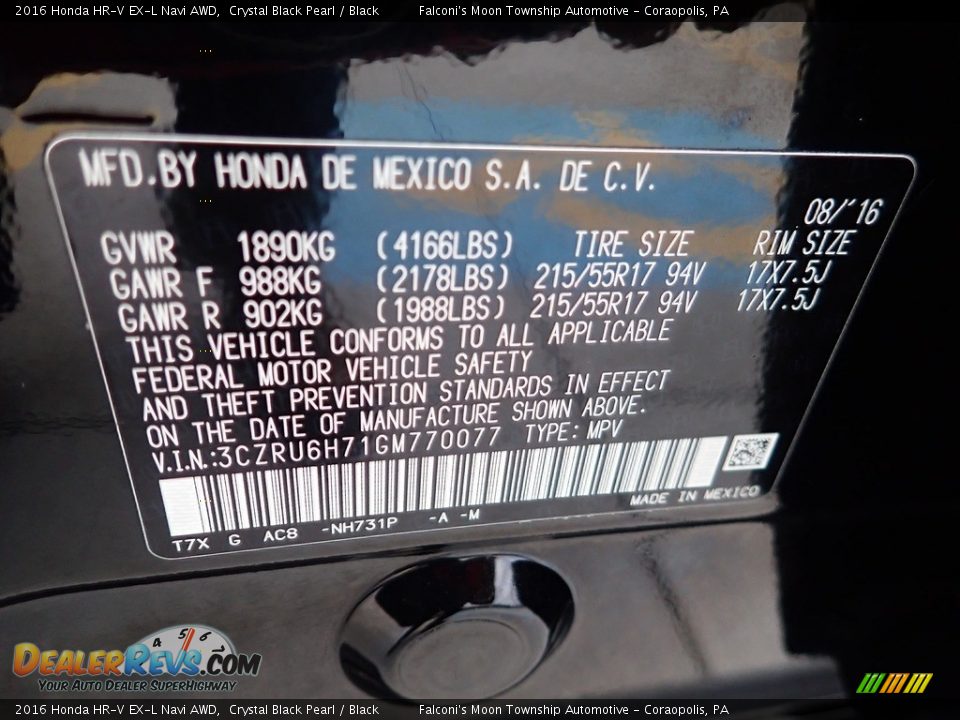 2016 Honda HR-V EX-L Navi AWD,  Crystal Black Pearl / Black     Falconi's Moon Township Automotive - Coraopolis, PA
MFD.BY HONDA DE MEXICO S.A. DE C.V.
08/'16
GVWR 1890KG (4166LBS) TIRE SIZE RIM SIZE
GAWR F 988KG (2178LBS) 215/55R17 94V 17X7.5J
GAWR R 902KG (1988LBS) 215/55R17 94V 17X7.5J
THIS VEHICLE CONFORMS TO ALL APPLICABLE
FEDERAL MOTOR VEHICLE SAFETY
AND THEFT PREVENTION STANDARDS IN EFFECT
ON THE DATE OF MANUFACTURE SHOWN ABOVE.
V.I.N.:3CZRU6H71GM770077 TYPE: MPV
MADE IN MEXICO
T7X G AC8 -NH731P -A -M
4 5 6
DealerRevs.com
Your Auto Dealer SuperHighway
2016 Honda HR-V EX-L Navi AWD,  Crystal Black Pearl / Black     Falconi's Moon Township Automotive - Coraopolis, PA